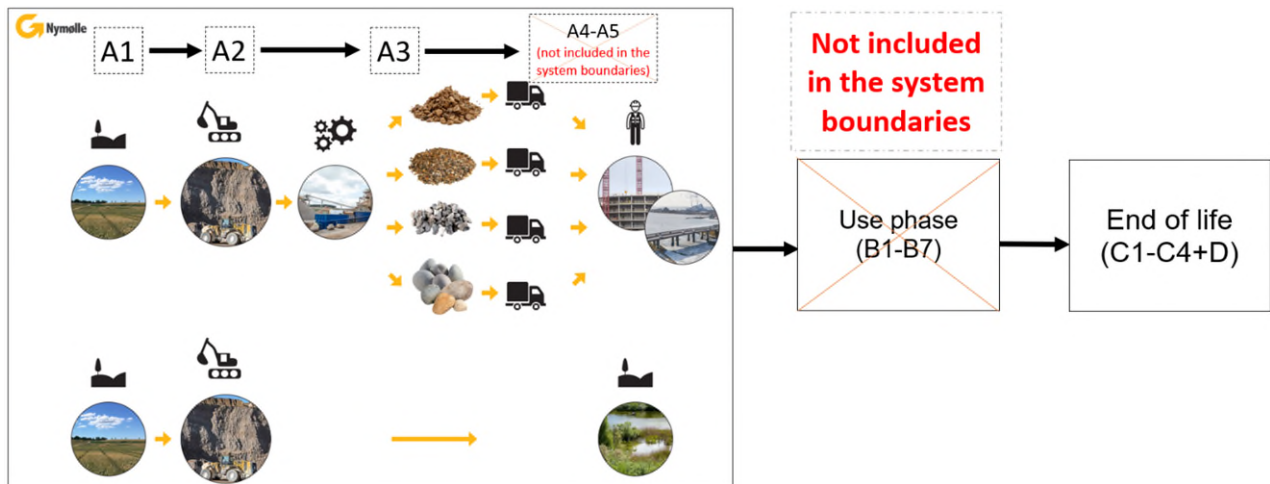 Nymølle
A1
A2
A3
A4-A5
(not included in the
system boundaries)
Not included
in the system
boundaries
Use phase
(B1-B7)
End of life
(C1-C4+D)